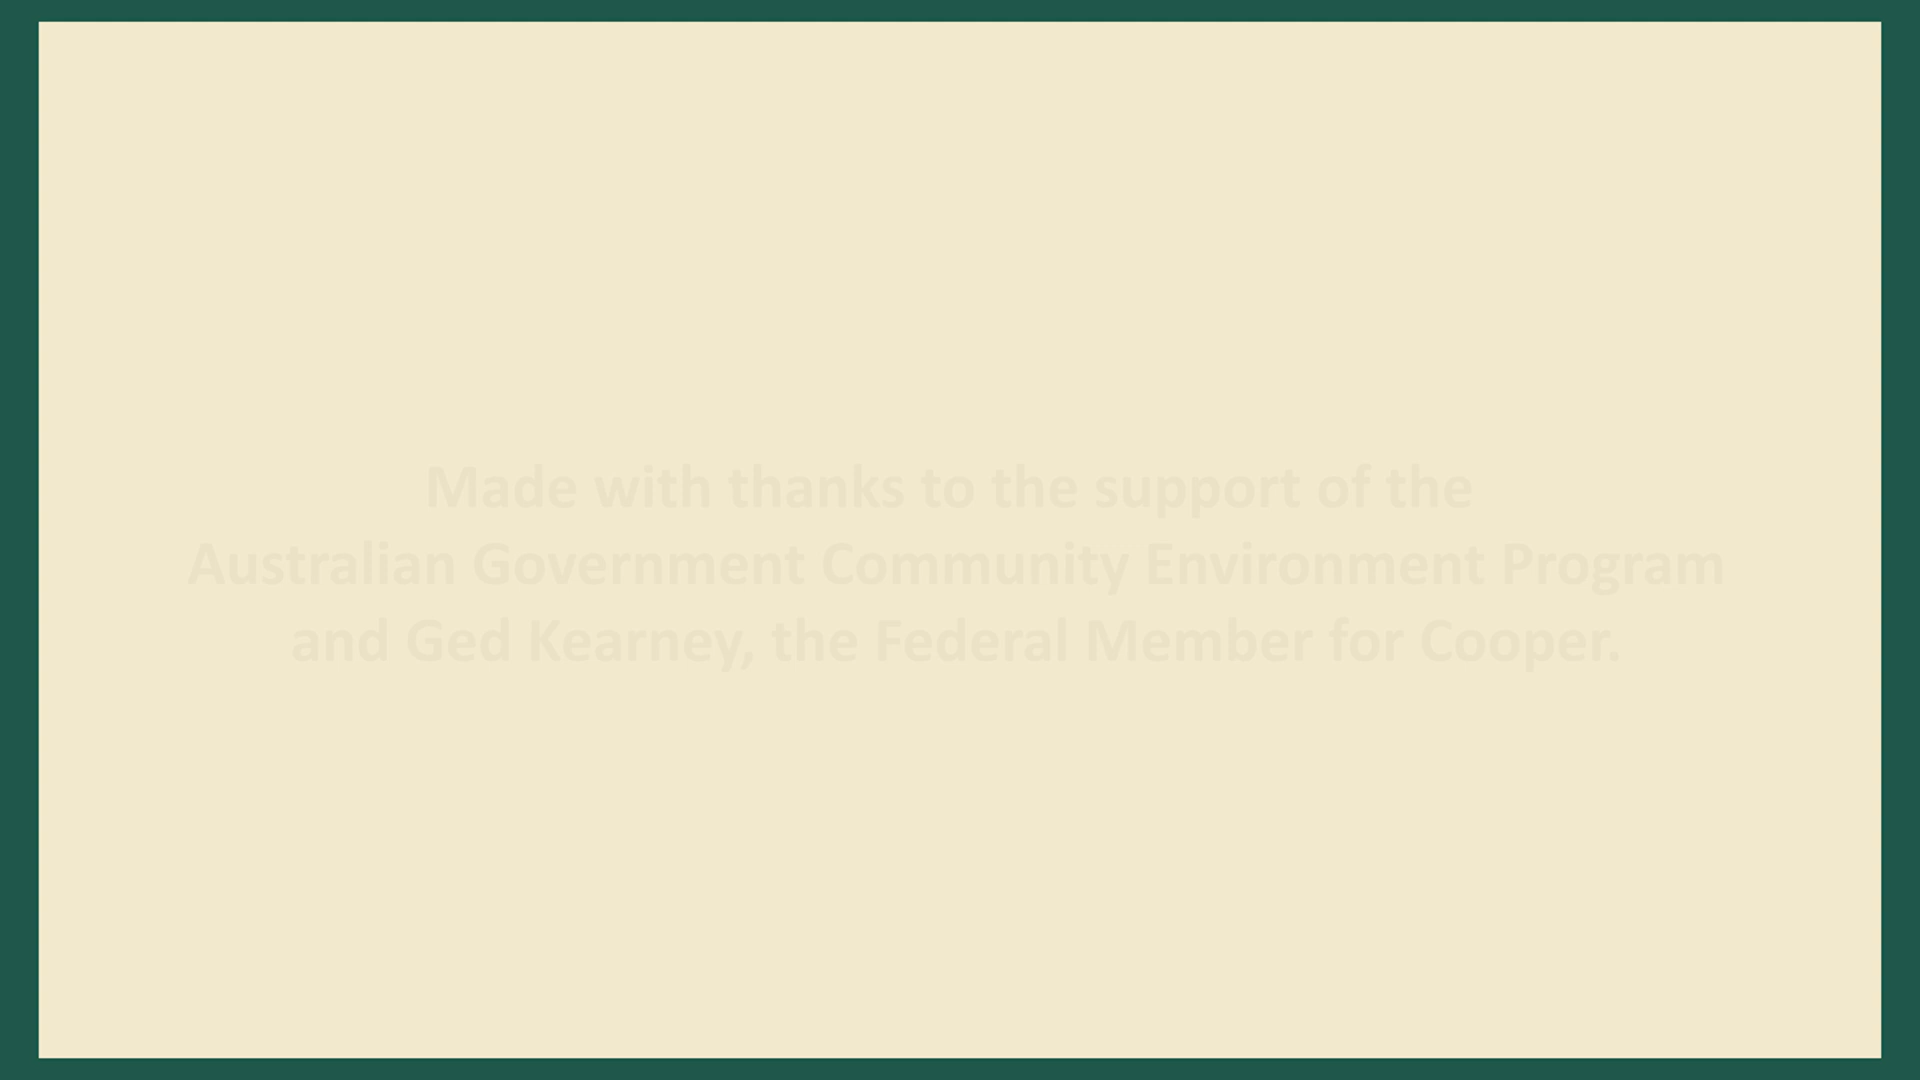 Made with thanks to the support of the
Australian Government Community Environment Program
and Ged Kearney, the Federal Member for Cooper.